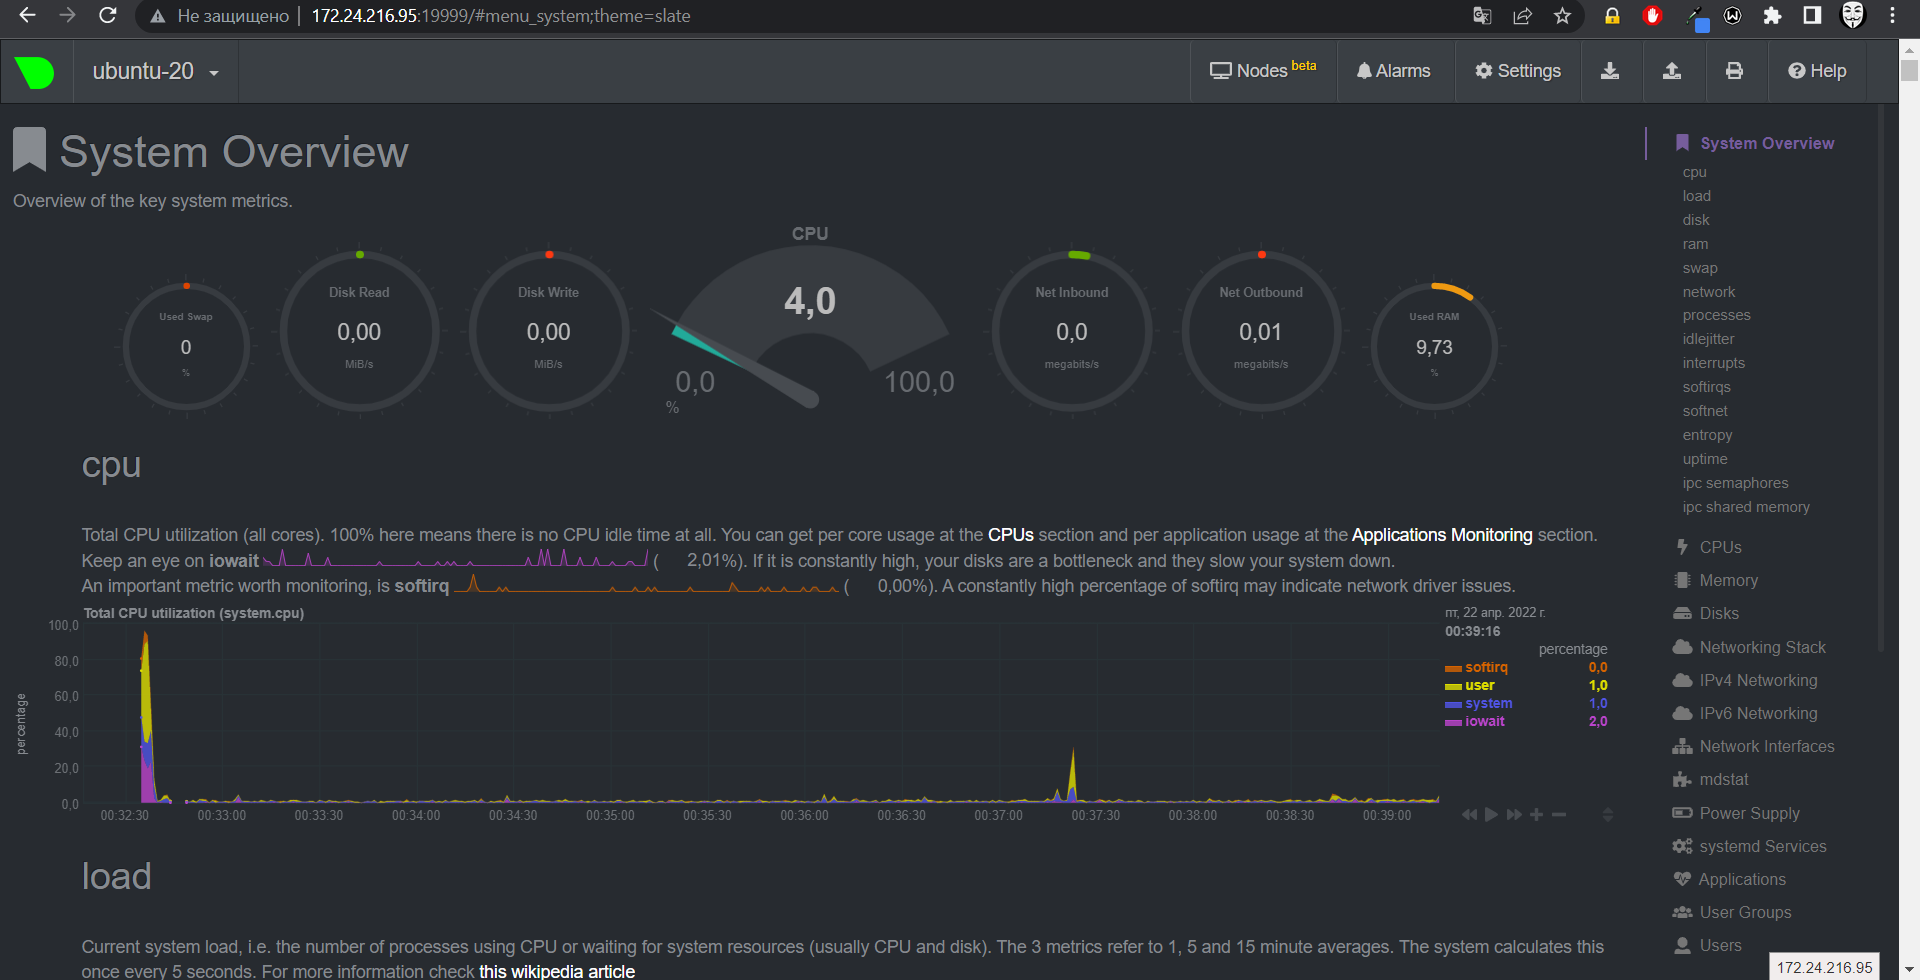 Не защищено | 172.24.216.95:19999/#menu_system;theme=slate
ubuntu-20
Nodes beta
Alarms
Settings
Help
System Overview
Overview of the key system metrics.
Used Swap
0
%
Disk Read
0,00
MiB/s
Disk Write
0,00
MiB/s
CPU
4,0
0,0
100,0
%
Net Inbound
0,0
megabits/s
Net Outbound
0,01
megabits/s
Used RAM
9,73
%
cpu
Total CPU utilization (all cores). 100% here means there is no CPU idle time at all. You can get per core usage at the CPUs section and per application usage at the Applications Monitoring section.
Keep an eye on iowait ( 2,01%). If it is constantly high, your disks are a bottleneck and they slow your system down.
An important metric worth monitoring, is softirq ( 0,00%). A constantly high percentage of softirq may indicate network driver issues.
Total CPU utilization (system.cpu)
percentage
100,0
80,0
60,0
40,0
20,0
0,0
00:32:30 00:33:00 00:33:30 00:34:00 00:34:30 00:35:00 00:35:30 00:36:00 00:36:30 00:37:00 00:37:30 00:38:00 00:38:30 00:39:00
пт, 22 апр. 2022 г.
00:39:16
percentage
softirq 0,0
user 1,0
system 1,0
iowait 2,0
load
Current system load, i.e. the number of processes using CPU or waiting for system resources (usually CPU and disk). The 3 metrics refer to 1, 5 and 15 minute averages. The system calculates this
once every 5 seconds. For more information check this wikipedia article
System Overview
cpu
load
disk
ram
swap
network
processes
idlejitter
interrupts
softirqs
softnet
entropy
uptime
ipc semaphores
ipc shared memory
CPUs
Memory
Disks
Networking Stack
IPv4 Networking
IPv6 Networking
Network Interfaces
mdstat
Power Supply
systemd Services
Applications
User Groups
Users
172.24.216.95